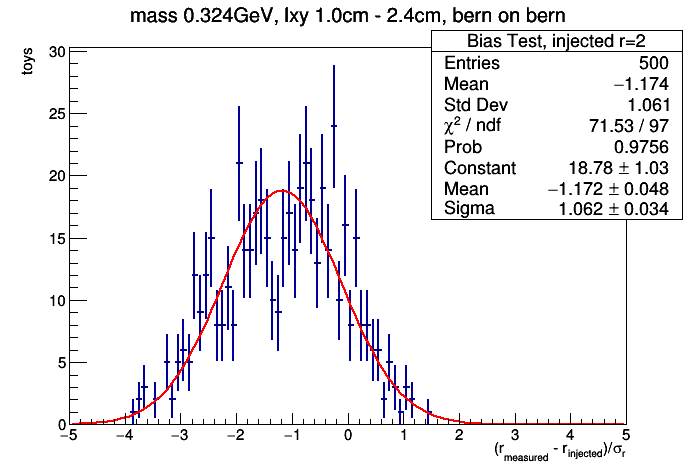 mass 0.324GeV, lxy 1.0cm - 2.4cm, bern on bern
toys
Bias Test, injected r=2
Entries 500
Mean −1.174
Std Dev 1.061
χ² / ndf 71.53 / 97
Prob 0.9756
Constant 18.78 ± 1.03
Mean −1.172 ± 0.048
Sigma 1.062 ± 0.034
30
25
20
15
10
5
0
−5 −4 −3 −2 −1 0 1 2 3 4 5
(r_measured - r_injected)/σ_r